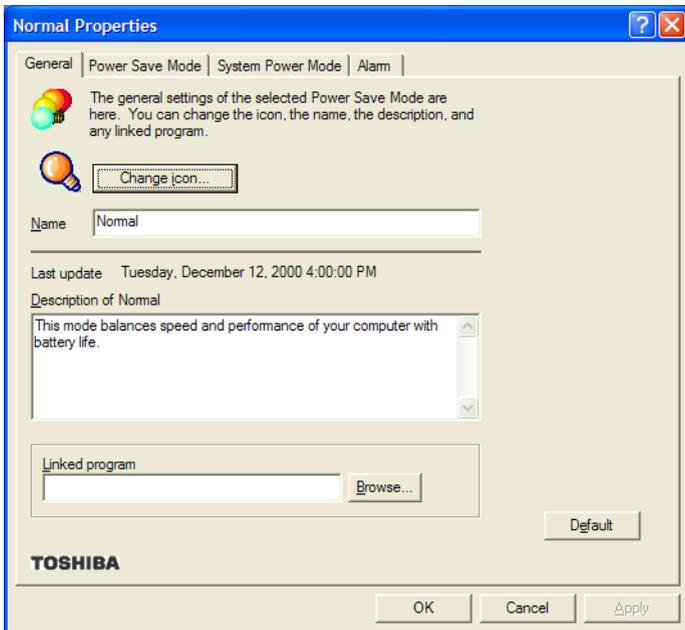 Normal Properties
General
Power Save Mode
System Power Mode
Alarm
The general settings of the selected Power Save Mode are
here. You can change the icon, the name, the description, and
any linked program.
Change icon...
Name
Normal
Last update
Tuesday, December 12, 2000 4:00:00 PM
Description of Normal
This mode balances speed and performance of your computer with
battery life.
Linked program
Browse...
Default
TOSHIBA
OK
Cancel
Apply